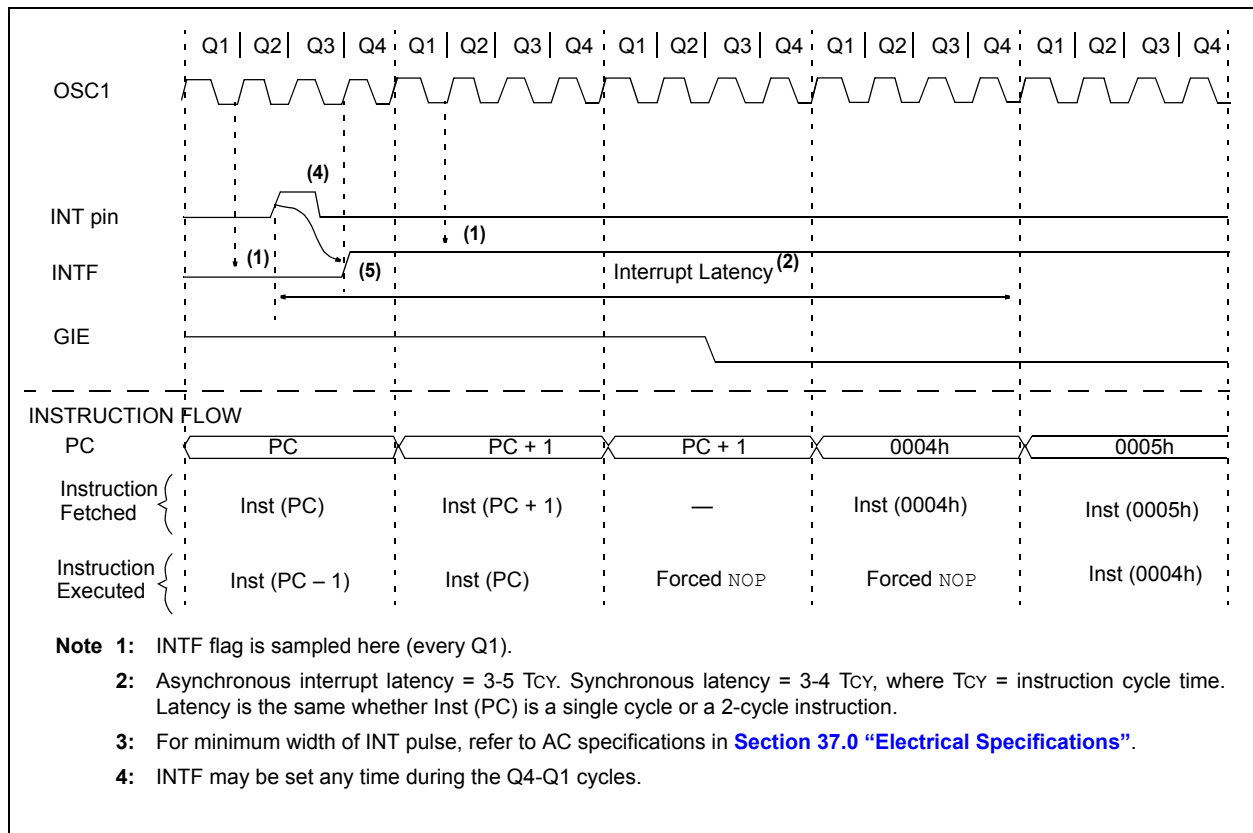 Q1 | Q2 | Q3 | Q4 Q1 | Q2 | Q3 | Q4 Q1 | Q2 | Q3 | Q4 Q1 | Q2 | Q3 | Q4 Q1 | Q2 | Q3 | Q4
OSC1
(4)
INT pin
(1)
(1)
INTF
(5)
Interrupt Latency (2)
GIE
INSTRUCTION FLOW
PC PC PC + 1 PC + 1 0004h 0005h
Instruction
Fetched
Inst (PC) Inst (PC + 1) — Inst (0004h) Inst (0005h)
Instruction
Executed
Inst (PC – 1) Inst (PC) Forced NOP Forced NOP Inst (0004h)
Note 1: INTF flag is sampled here (every Q1).
2: Asynchronous interrupt latency = 3-5 TCY. Synchronous latency = 3-4 TCY, where TCY = instruction cycle time.
Latency is the same whether Inst (PC) is a single cycle or a 2-cycle instruction.
3: For minimum width of INT pulse, refer to AC specifications in Section 37.0 “Electrical Specifications”.
4: INTF may be set any time during the Q4-Q1 cycles.